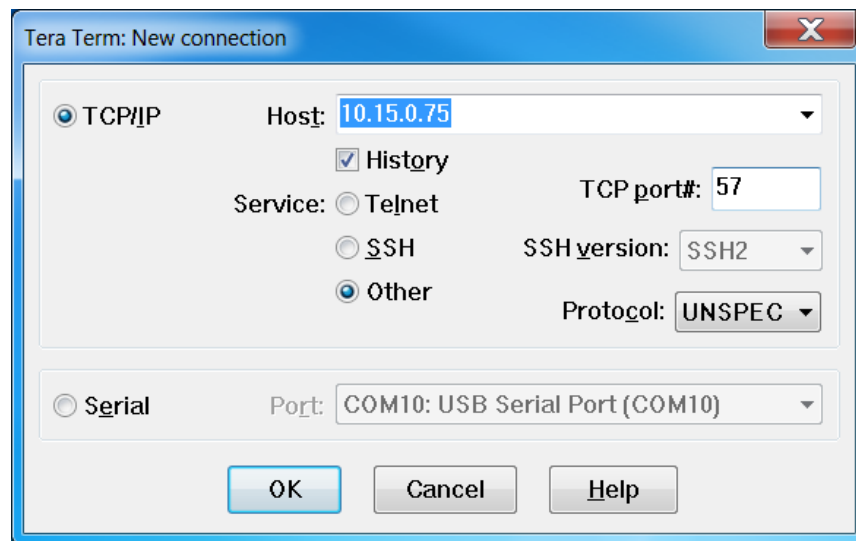 Tera Term: New connection
TCP/IP Host: 10.15.0.75
History
TCP port#: 57
Service: Telnet
SSH SSH version: SSH2
Other
Protocol: UNSPEC
Serial Port: COM10: USB Serial Port (COM10)
OK Cancel Help